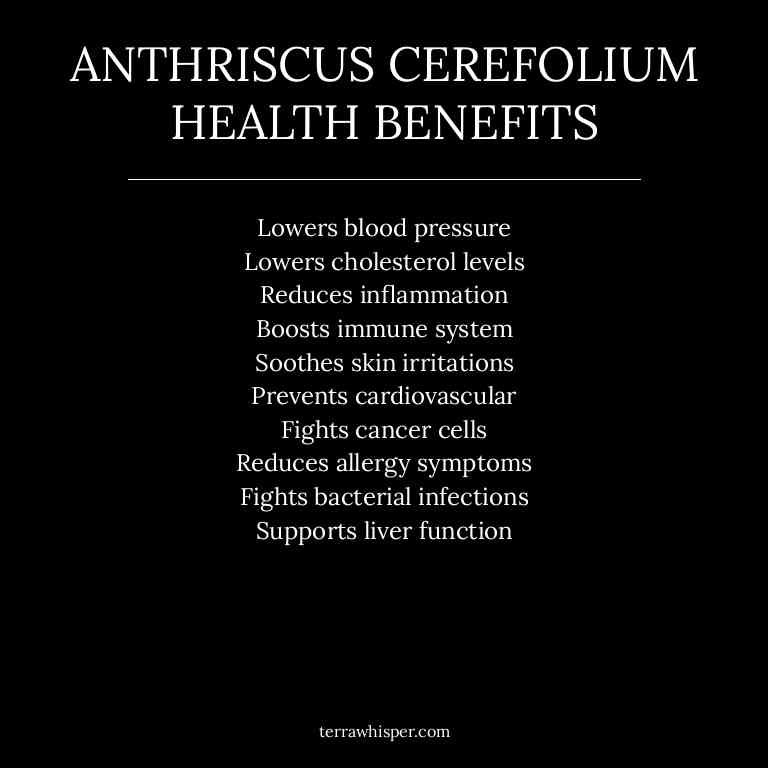 ANTHRISCUS CEREFOLIUM
HEALTH BENEFITS
Lowers blood pressure
Lowers cholesterol levels
Reduces inflammation
Boosts immune system
Soothes skin irritations
Prevents cardiovascular
Fights cancer cells
Reduces allergy symptoms
Fights bacterial infections
Supports liver function
terrawhisper.com